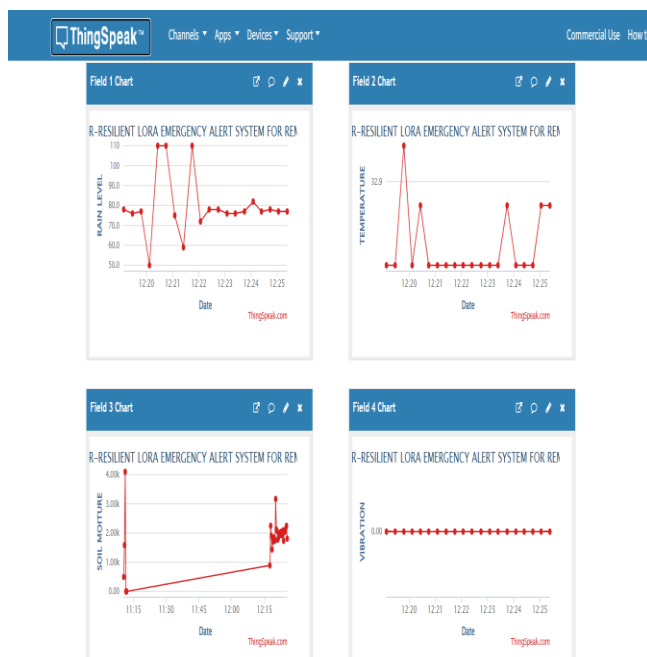 ThingSpeak™ Channels Apps Devices Support Commercial Use How t
Field 1 Chart
R-RESILIENT LORA EMERGENCY ALERT SYSTEM FOR REM
RAIN LEVEL
110
100
90.0
80.0
70.0
60.0
50.0
12:20 12:21 12:22 12:23 12:24 12:25
Date
ThingSpeak.com
Field 2 Chart
R-RESILIENT LORA EMERGENCY ALERT SYSTEM FOR REM
TEMPERATURE
32.9
12:20 12:21 12:22 12:23 12:24 12:25
Date
ThingSpeak.com
Field 3 Chart
R-RESILIENT LORA EMERGENCY ALERT SYSTEM FOR REM
SOIL MOITURE
4.00k
3.00k
2.00k
1.00k
0.00
11:15 11:30 11:45 12:00 12:15
Date
ThingSpeak.com
Field 4 Chart
R-RESILIENT LORA EMERGENCY ALERT SYSTEM FOR REM
VIBRATION
0.00
12:20 12:21 12:22 12:23 12:24 12:25
Date
ThingSpeak.com